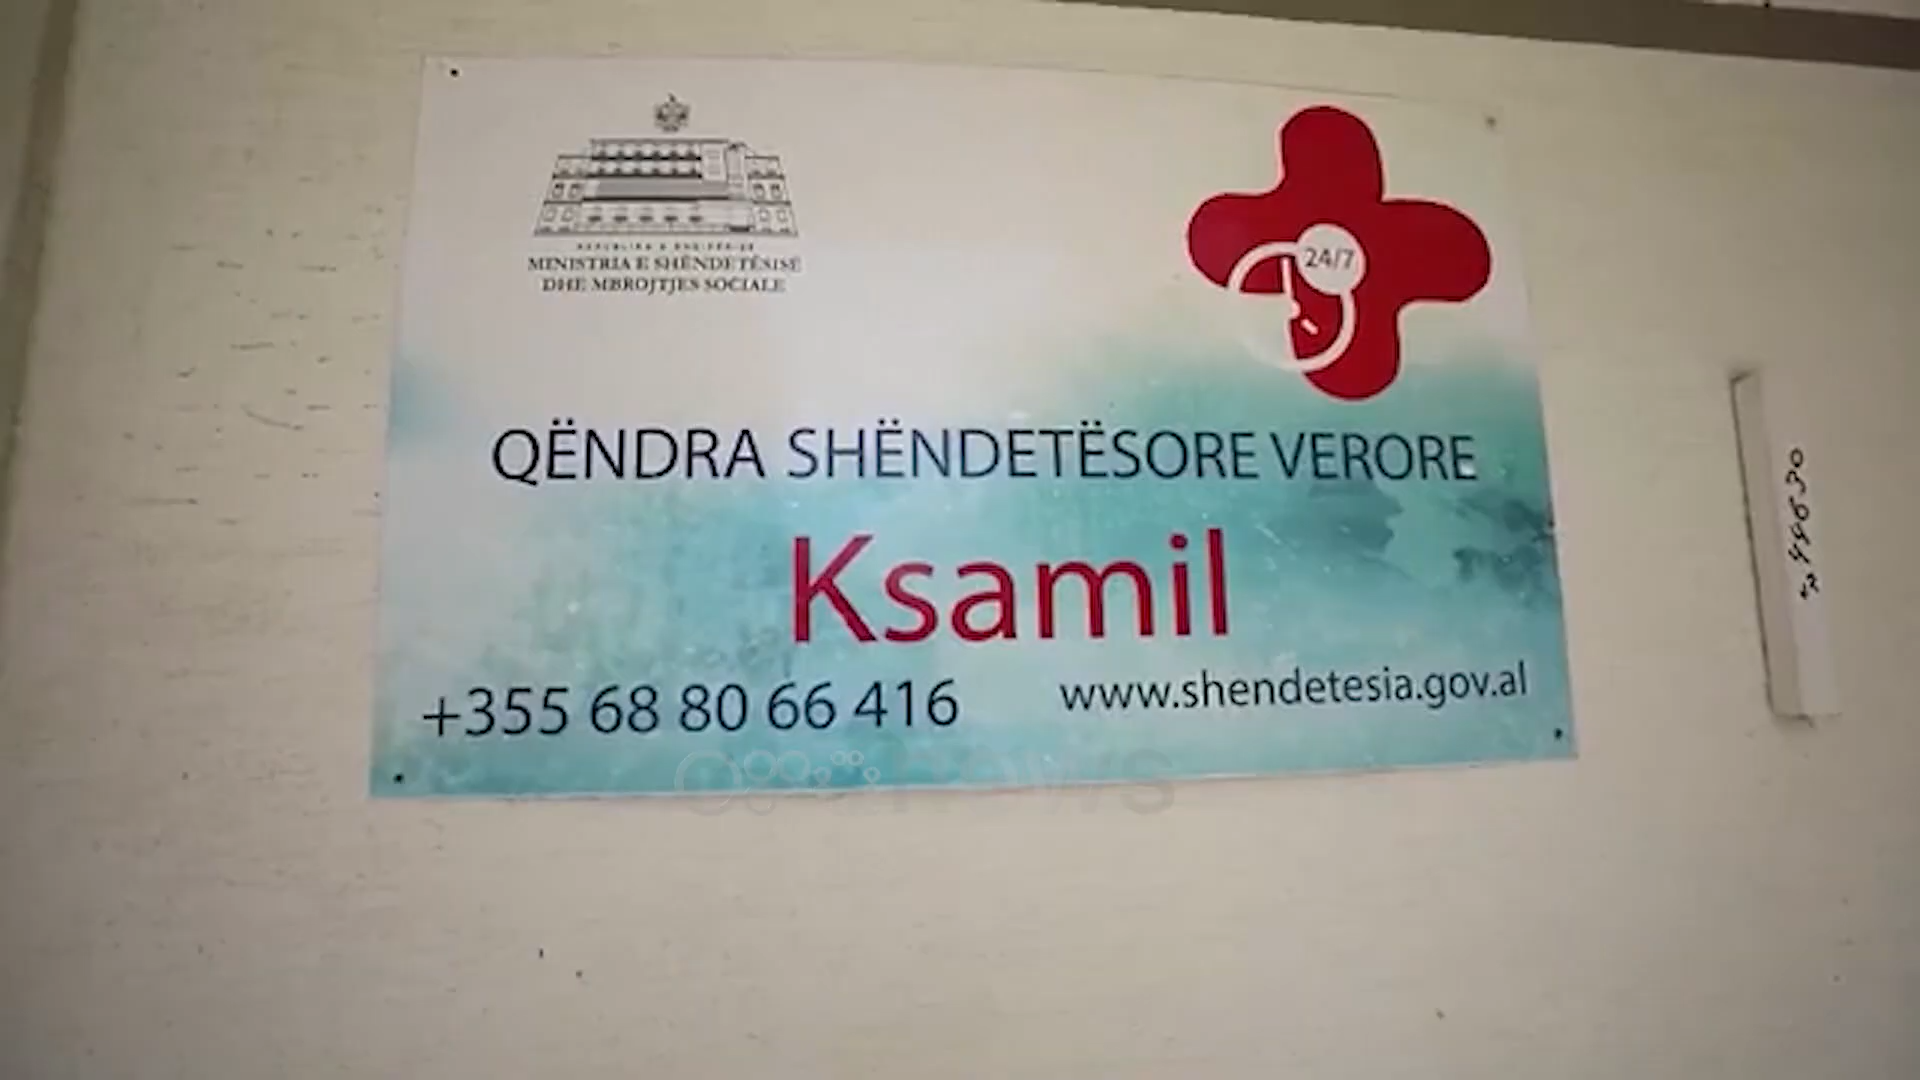 REPUBLIKA E SHQIPËRISË
MINISTRIA E SHËNDETËSISË
DHE MBROJTJES SOCIALE
24/7
QËNDRA SHËNDETËSORE VERORE
Ksamil
+355 68 80 66 416
www.shendetesia.gov.al
news